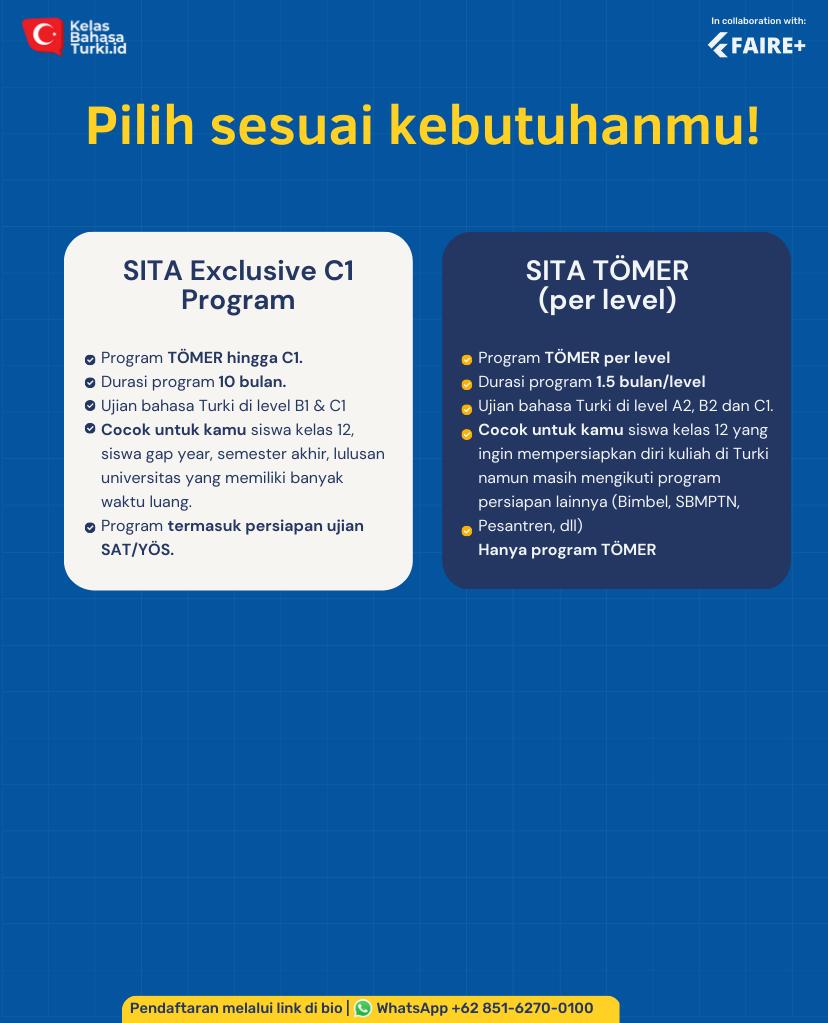 Kelas
Bahasa
Turki.id
In collaboration with:
FAIRE+
Pilih sesuai kebutuhanmu!
SITA Exclusive C1
Program
Program TÖMER hingga C1.
Durasi program 10 bulan.
Ujian bahasa Turki di level B1 & C1
Cocok untuk kamu siswa kelas 12,
siswa gap year, semester akhir, lulusan
universitas yang memiliki banyak
waktu luang.
Program termasuk persiapan ujian
SAT/YÖS.
SITA TÖMER
(per level)
Program TÖMER per level
Durasi program 1.5 bulan/level
Ujian bahasa Turki di level A2, B2 dan C1.
Cocok untuk kamu siswa kelas 12 yang
ingin mempersiapkan diri kuliah di Turki
namun masih mengikuti program
persiapan lainnya (Bimbel, SBMPTN,
Pesantren, dll)
Hanya program TÖMER
Pendaftaran melalui link di bio | WhatsApp +62 851-6270-0100